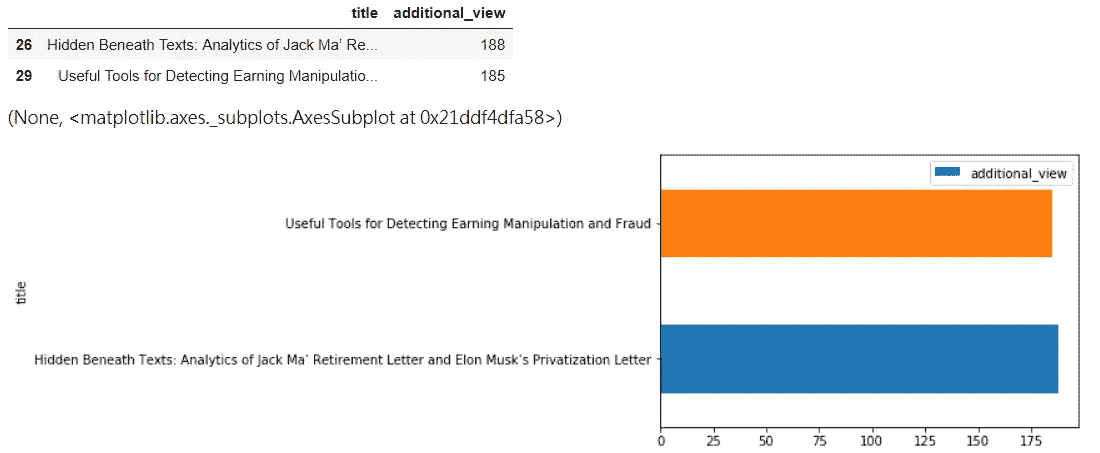 title additional_view
26 Hidden Beneath Texts: Analytics of Jack Ma’ Re... 188
29 Useful Tools for Detecting Earning Manipulatio... 185
(None, <matplotlib.axes._subplots.AxesSubplot at 0x21ddf4dfa58>)
additional_view
Useful Tools for Detecting Earning Manipulation and Fraud
title
Hidden Beneath Texts: Analytics of Jack Ma’ Retirement Letter and Elon Musk’s Privatization Letter
0 25 50 75 100 125 150 175